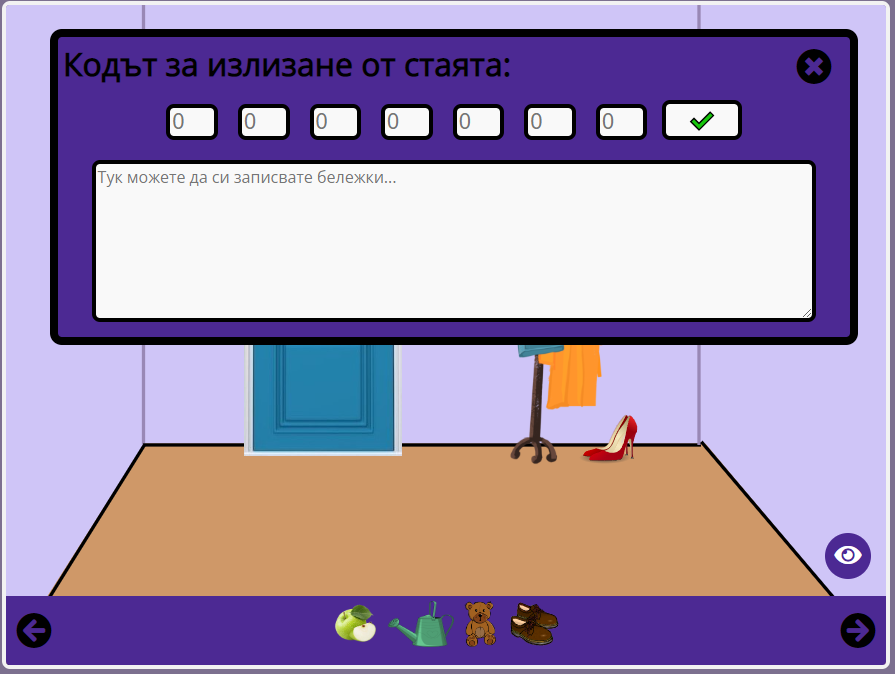 Кодът за излизане от стаята:
0 0 0 0 0 0 0
Тук можете да си записвате бележки...